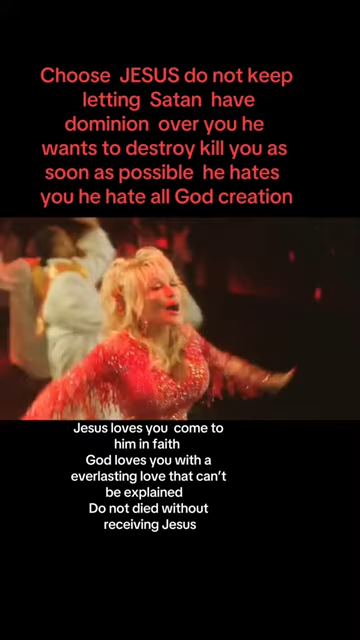 Choose JESUS do not keep
letting Satan have
dominion over you he
wants to destroy kill you as
soon as possible he hates
you he hate all God creation
Jesus loves you come to
him in faith
God loves you with a
everlasting love that can't
be explained
Do not died without
receiving Jesus